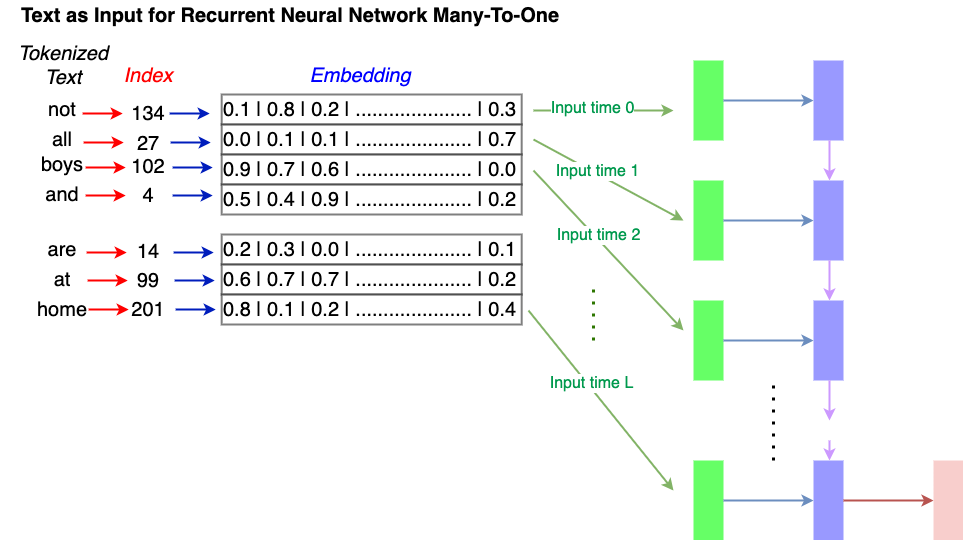 Text as Input for Recurrent Neural Network Many-To-One
Tokenized
Text Index Embedding
not 134 0.1 | 0.8 | 0.2 | ...................... | 0.3 Input time 0
all 27 0.0 | 0.1 | 0.1 | ...................... | 0.7
boys 102 0.9 | 0.7 | 0.6 | ...................... | 0.0 Input time 1
and 4 0.5 | 0.4 | 0.9 | ...................... | 0.2
Input time 2
are 14 0.2 | 0.3 | 0.0 | ...................... | 0.1
at 99 0.6 | 0.7 | 0.7 | ...................... | 0.2
home 201 0.8 | 0.1 | 0.2 | ...................... | 0.4
Input time L